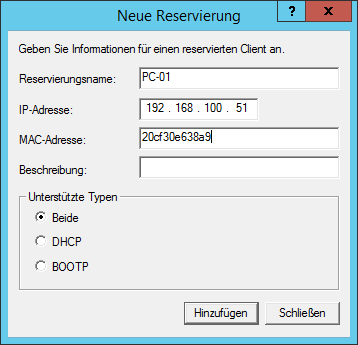 Neue Reservierung
? X
Geben Sie Informationen für einen reservierten Client an.
Reservierungsname: PC-01
IP-Adresse: 192 . 168 . 100 . 51
MAC-Adresse: 20cf30e638a9
Beschreibung:
Unterstützte Typen
Beide
DHCP
BOOTP
Hinzufügen Schließen